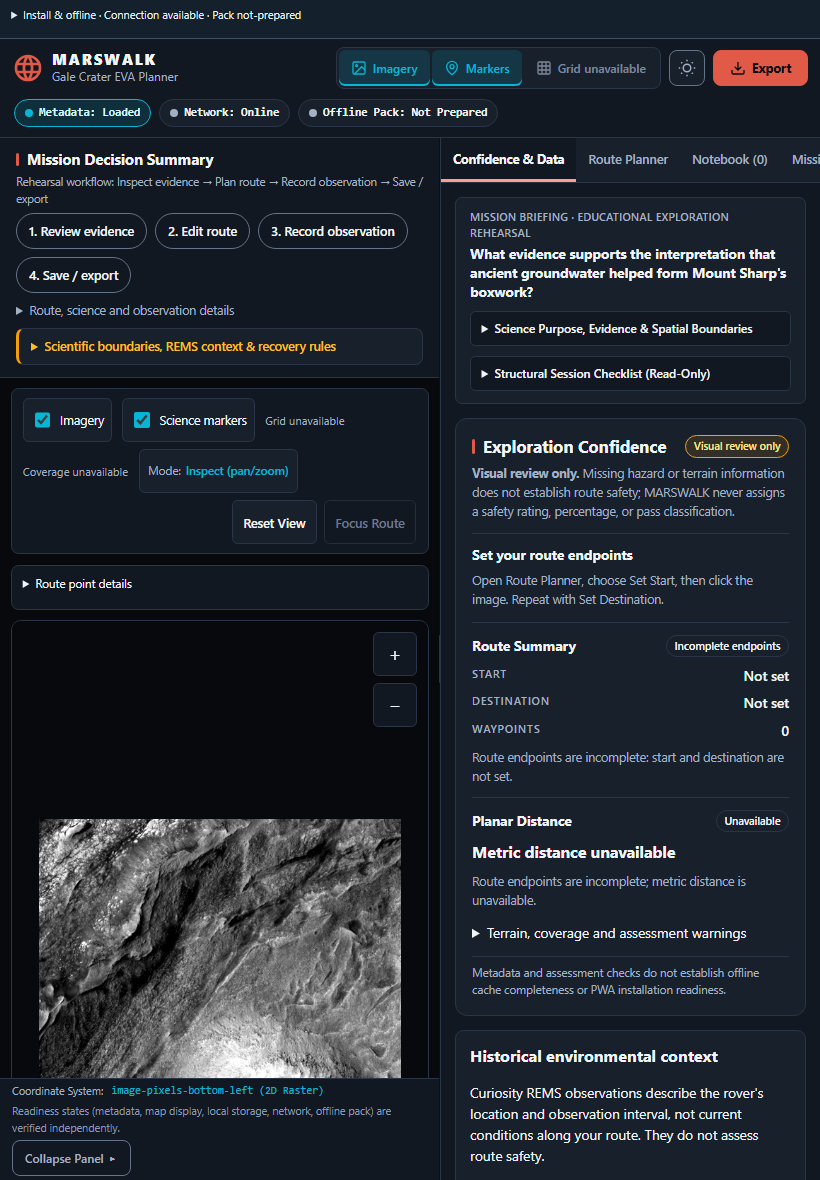 ▶ Install & offline · Connection available · Pack not-prepared
MARSWALK
Gale Crater EVA Planner
Imagery
Markers
Grid unavailable
Export
Metadata: Loaded
Network: Online
Offline Pack: Not Prepared
Mission Decision Summary
Rehearsal workflow: Inspect evidence → Plan route → Record observation → Save /
export
1. Review evidence
2. Edit route
3. Record observation
4. Save / export
▶ Route, science and observation details
▶ Scientific boundaries, REMS context & recovery rules
Imagery
Science markers
Grid unavailable
Coverage unavailable
Mode: Inspect (pan/zoom)
Reset View
Focus Route
▶ Route point details
+
−
Coordinate System: image-pixels-bottom-left (2D Raster)
Readiness states (metadata, map display, local storage, network, offline pack) are
verified independently.
Collapse Panel ▸
Confidence & Data
Route Planner
Notebook (0)
Missi
MISSION BRIEFING · EDUCATIONAL EXPLORATION
REHEARSAL
What evidence supports the interpretation that
ancient groundwater helped form Mount Sharp's
boxwork?
▶ Science Purpose, Evidence & Spatial Boundaries
▶ Structural Session Checklist (Read-Only)
Exploration Confidence
Visual review only
Visual review only. Missing hazard or terrain information
does not establish route safety; MARSWALK never assigns
a safety rating, percentage, or pass classification.
Set your route endpoints
Open Route Planner, choose Set Start, then click the
image. Repeat with Set Destination.
Route Summary
Incomplete endpoints
START
Not set
DESTINATION
Not set
WAYPOINTS
0
Route endpoints are incomplete: start and destination are
not set.
Planar Distance
Unavailable
Metric distance unavailable
Route endpoints are incomplete; metric distance is
unavailable.
▶ Terrain, coverage and assessment warnings
Metadata and assessment checks do not establish offline
cache completeness or PWA installation readiness.
Historical environmental context
Curiosity REMS observations describe the rover's
location and observation interval, not current
conditions along your route. They do not assess
route safety.